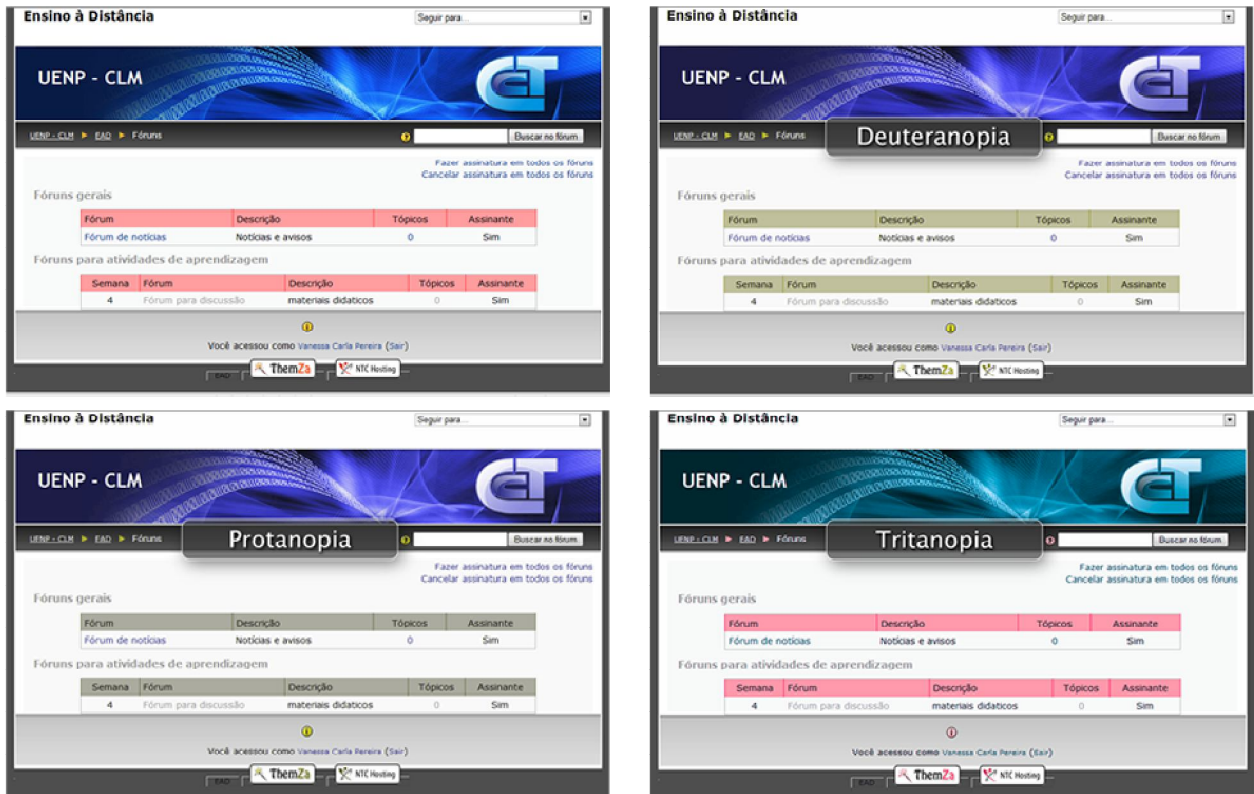 Ensino à Distância
Seguir para...
UENP - CLM
UENP - CLM EAD Fóruns Buscar no fórum
Fazer assinatura em todos os fóruns
Cancelar assinatura em todos os fóruns
Fóruns gerais
Fórum Descrição Tópicos Assinante
Fórum de notícias Notícias e avisos 0 Sim
Fóruns para atividades de aprendizagem
Semana Fórum Descrição Tópicos Assinante
4 Fórum para discussão materiais didaticos 0 Sim
Você acessou como Vanessa Carla Pereira (Sair)
EAD ThemZa NTC Hosting
Ensino à Distância
Seguir para...
UENP - CLM
UENP - CLM EAD Fóruns Deuteranopia Buscar no fórum
Fazer assinatura em todos os fóruns
Cancelar assinatura em todos os fóruns
Fóruns gerais
Fórum Descrição Tópicos Assinante
Fórum de notícias Notícias e avisos 0 Sim
Fóruns para atividades de aprendizagem
Semana Fórum Descrição Tópicos Assinante
4 Fórum para discussão materiais didaticos 0 Sim
Você acessou como Vanessa Carla Pereira (Sair)
EAD ThemZa NTC Hosting
Ensino à Distância
Seguir para...
UENP - CLM
UENP - CLM EAD Fóruns Protanopia Buscar no fórum
Fazer assinatura em todos os fóruns
Cancelar assinatura em todos os fóruns
Fóruns gerais
Fórum Descrição Tópicos Assinante
Fórum de notícias Notícias e avisos 0 Sim
Fóruns para atividades de aprendizagem
Semana Fórum Descrição Tópicos Assinante
4 Fórum para discussão materiais didaticos 0 Sim
Você acessou como Vanessa Carla Pereira (Sair)
EAD ThemZa NTC Hosting
Ensino à Distância
Seguir para...
UENP - CLM
UENP - CLM EAD Fóruns Tritanopia Buscar no fórum
Fazer assinatura em todos os fóruns
Cancelar assinatura em todos os fóruns
Fóruns gerais
Fórum Descrição Tópicos Assinante
Fórum de notícias Notícias e avisos 0 Sim
Fóruns para atividades de aprendizagem
Semana Fórum Descrição Tópicos Assinante
4 Fórum para discussão materiais didaticos 0 Sim
Você acessou como Vanessa Carla Pereira (Sair)
EAD ThemZa NTC Hosting